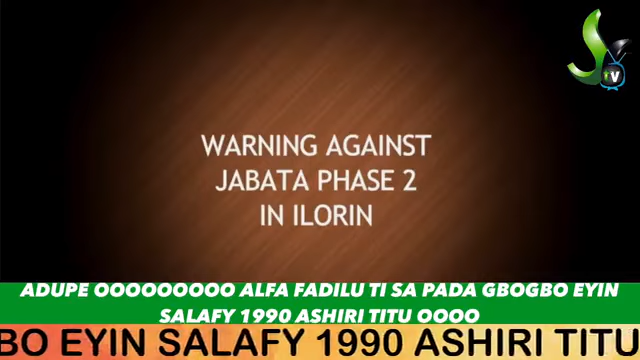 TV
WARNING AGAINST
JABATA PHASE 2
IN ILORIN
ADUPE OOOOOOOOO ALFA FADILU TI SA PADA GBOGBO EYIN
SALAFY 1990 ASHIRI TITU OOOO
BO EYIN SALAFY 1990 ASHIRI TITU